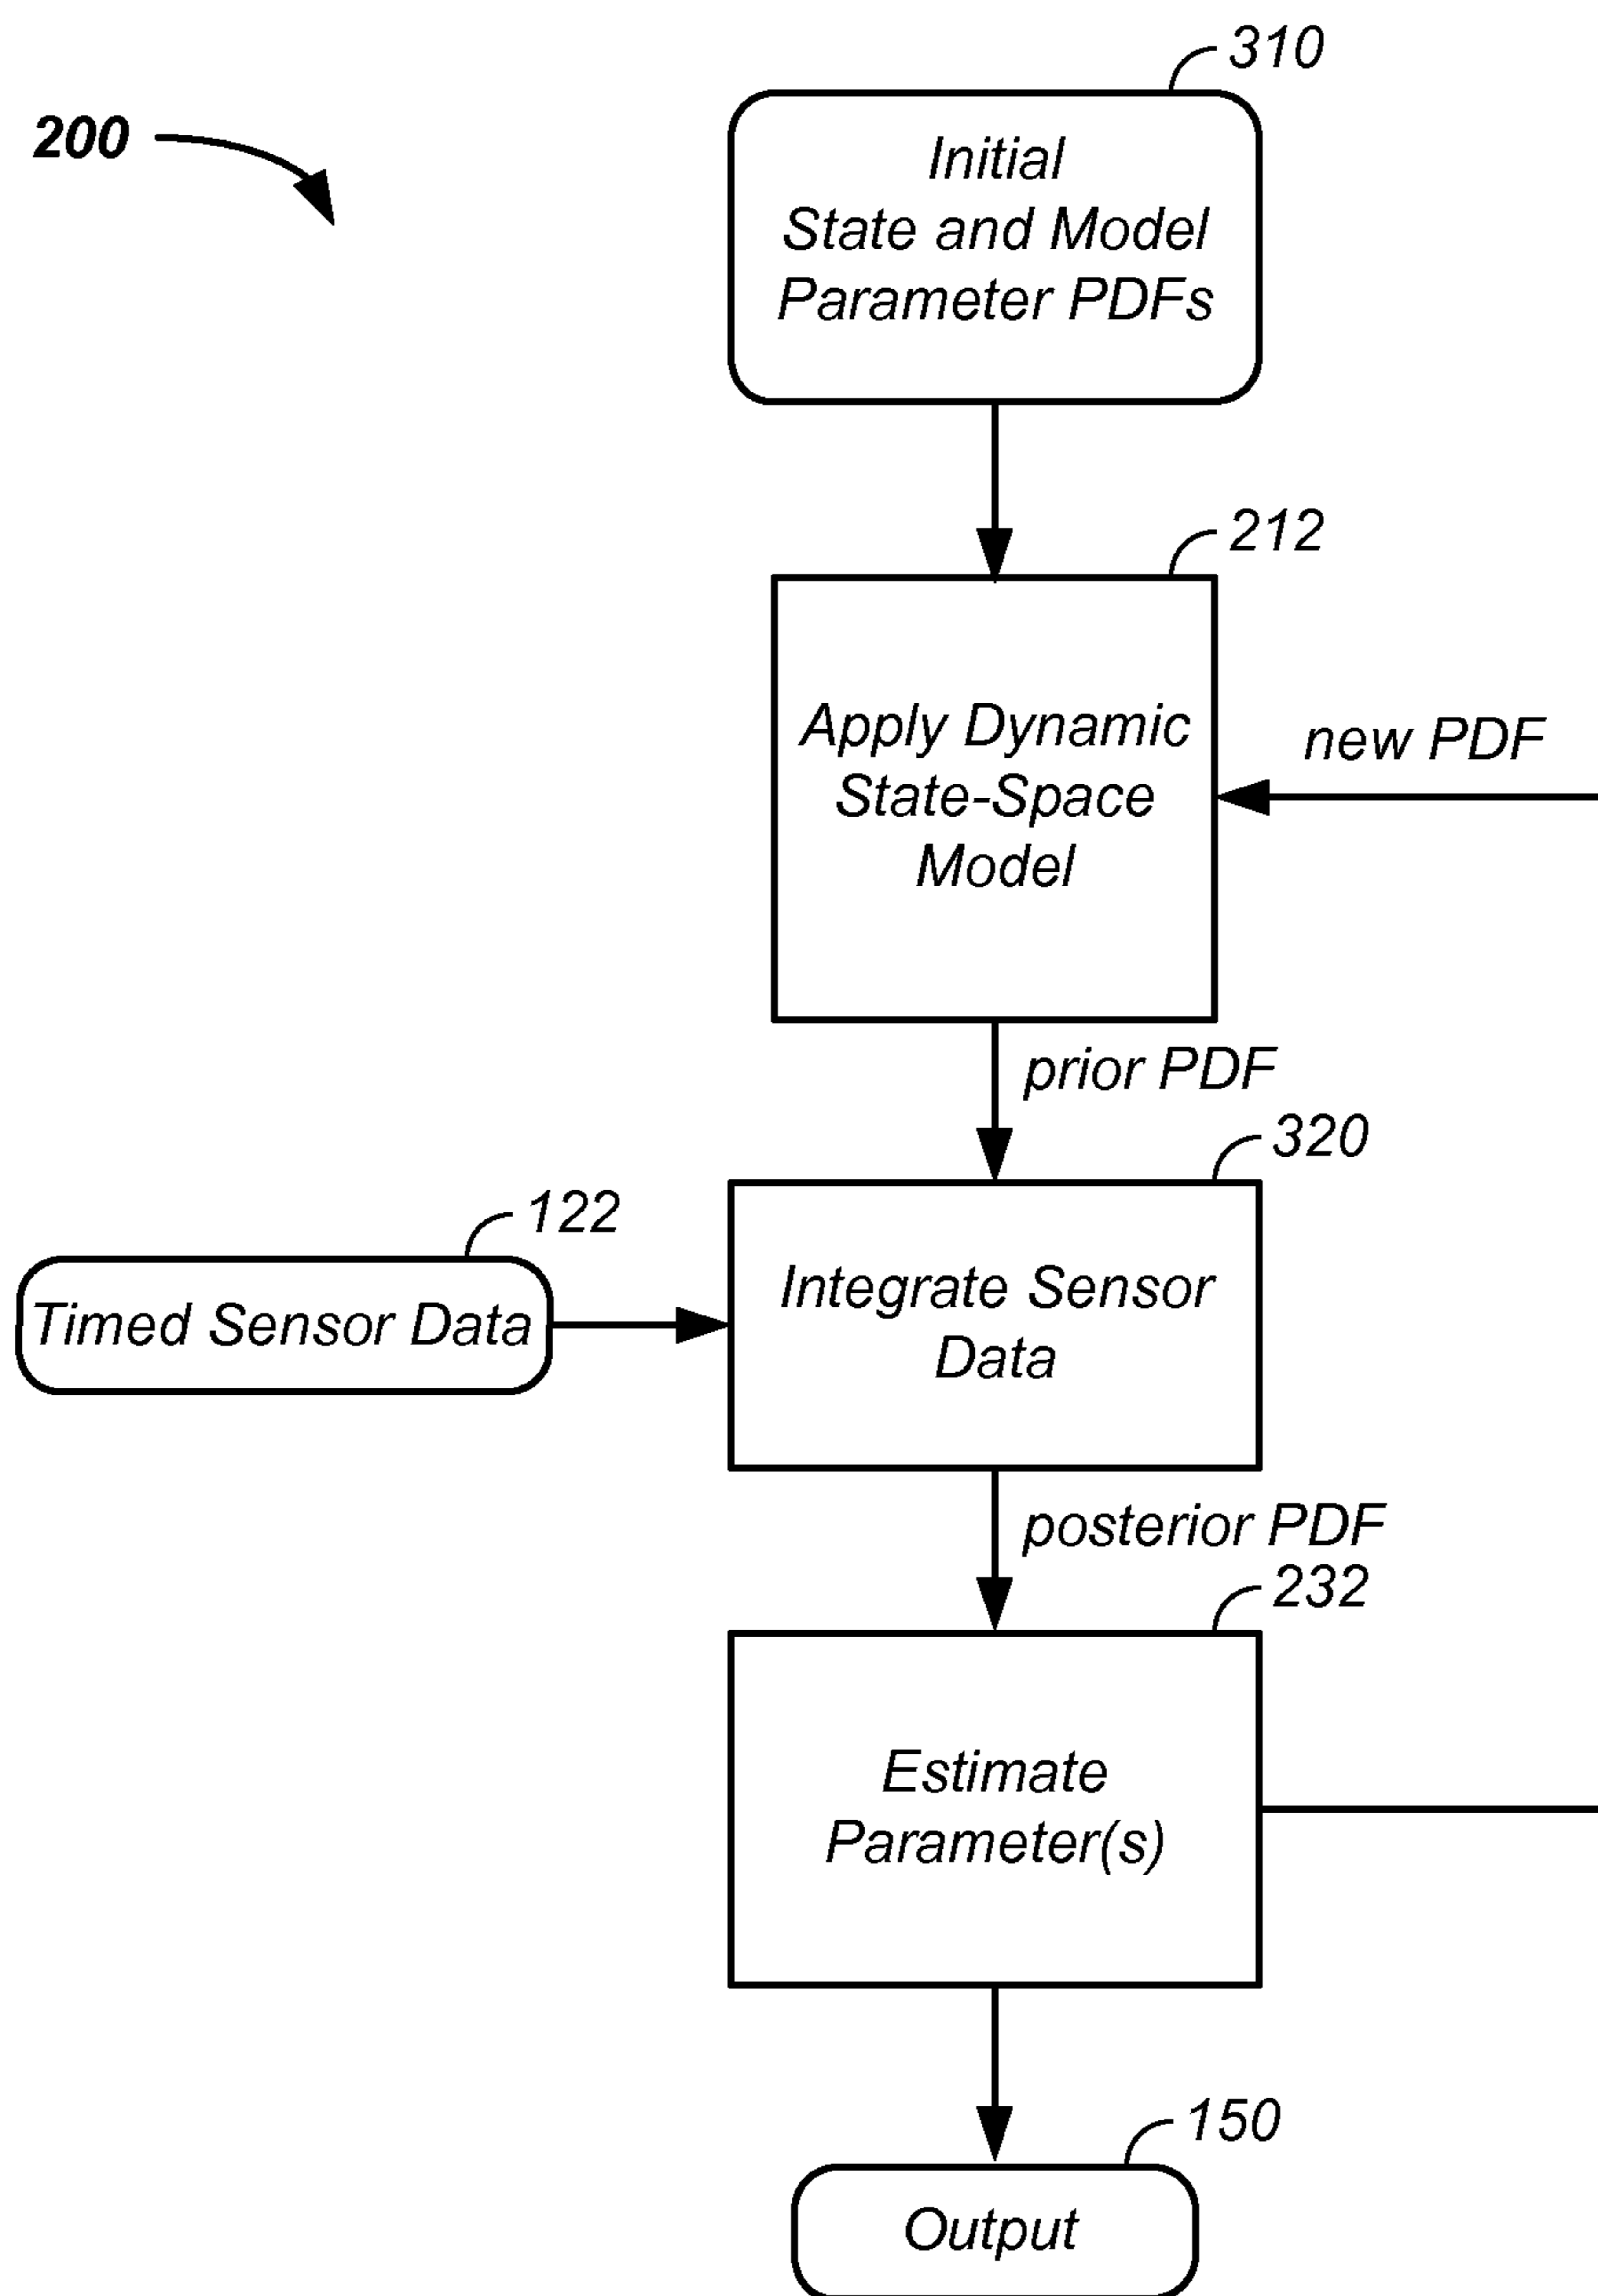 310
200
Initial
State and Model
Parameter PDFs
212
Apply Dynamic
State-Space
Model
new PDF
prior PDF
320
122
Timed Sensor Data
Integrate Sensor
Data
posterior PDF
232
Estimate
Parameter(s)
150
Output